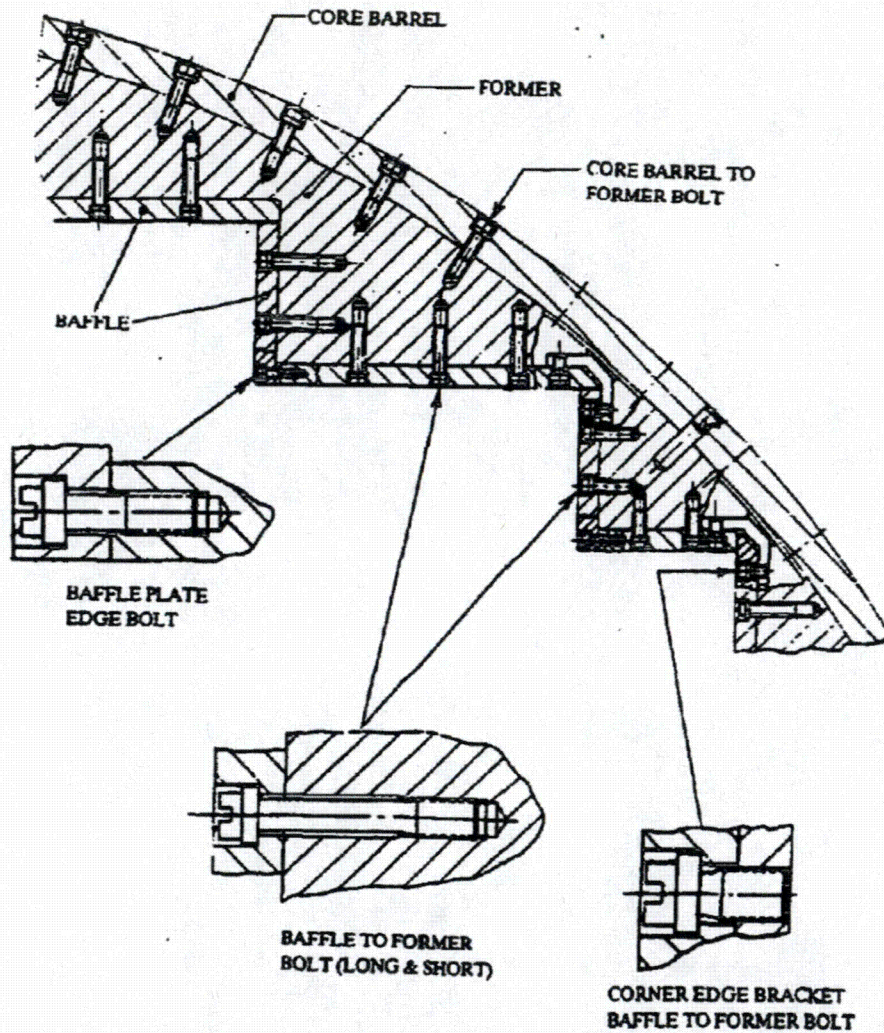 CORE BARREL
FORMER
CORE BARREL TO
FORMER BOLT
BAFFLE
BAFFLE PLATE
EDGE BOLT
BAFFLE TO FORMER
BOLT (LONG & SHORT)
CORNER EDGE BRACKET
BAFFLE TO FORMER BOLT